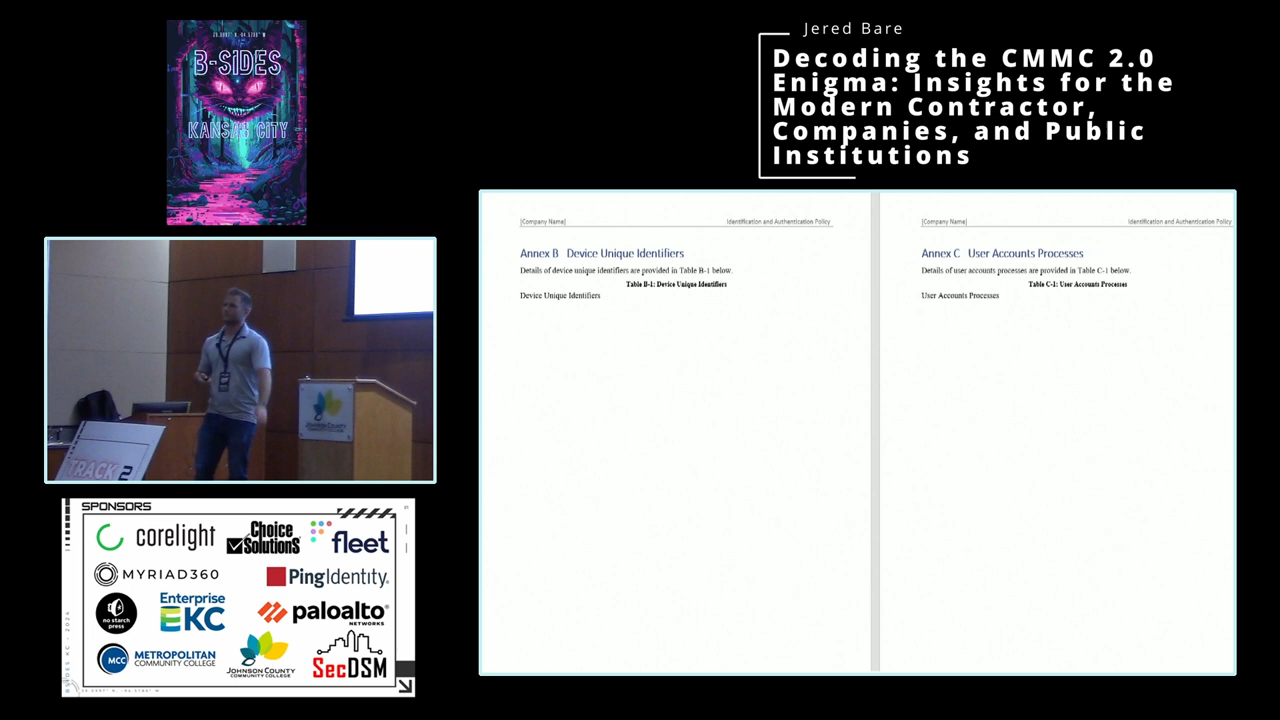 B-SIDES
KANSAS CITY
Jered Bare
Decoding the CMMC 2.0
Enigma: Insights for the
Modern Contractor,
Companies, and Public
Institutions
[Company Name]
Identification and Authentication Policy
Annex B Device Unique Identifiers
Details of device unique identifiers are provided in Table B-1 below.
Table B-1: Device Unique Identifiers
Device Unique Identifiers
[Company Name]
Identification and Authentication Policy
Annex C User Accounts Processes
Details of user accounts processes are provided in Table C-1 below.
Table C-1: User Accounts Processes
User Accounts Processes
TRACK 2
SPONSORS
corelight
Choice
Solutions
fleet
MYRIAD360
PingIdentity.
no starch
press
Enterprise
KC
paloalto
NETWORKS
MCC
METROPOLITAN
COMMUNITY COLLEGE
JOHNSON COUNTY
COMMUNITY COLLEGE
SecDSM